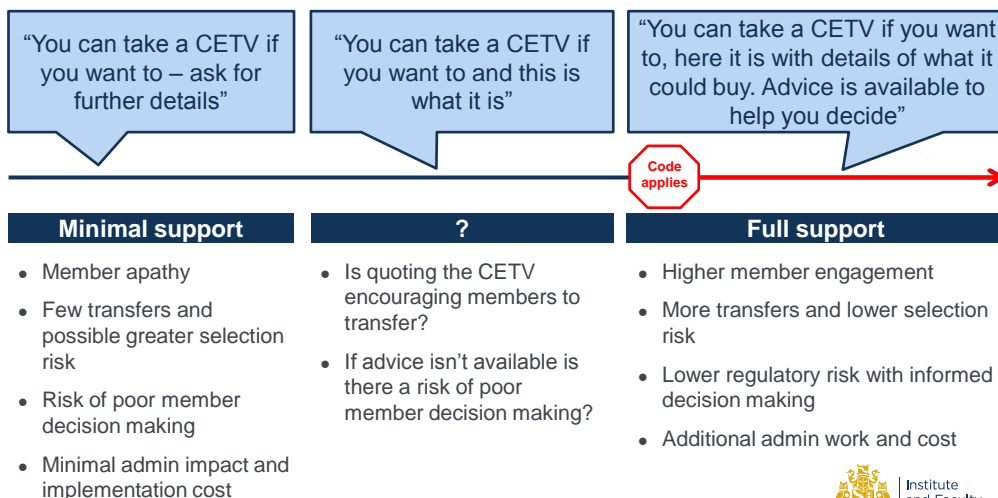 “You can take a CETV if
you want to – ask for
further details”
“You can take a CETV if
you want to and this is
what it is”
“You can take a CETV if you want
to, here it is with details of what it
could buy. Advice is available to
help you decide”
Code
applies
Minimal support
• Member apathy
• Few transfers and
possible greater selection
risk
• Risk of poor member
decision making
• Minimal admin impact and
implementation cost
?
• Is quoting the CETV
encouraging members to
transfer?
• If advice isn’t available is
there a risk of poor
member decision making?
Full support
• Higher member engagement
• More transfers and lower selection
risk
• Lower regulatory risk with informed
decision making
• Additional admin work and cost
Institute
and Faculty